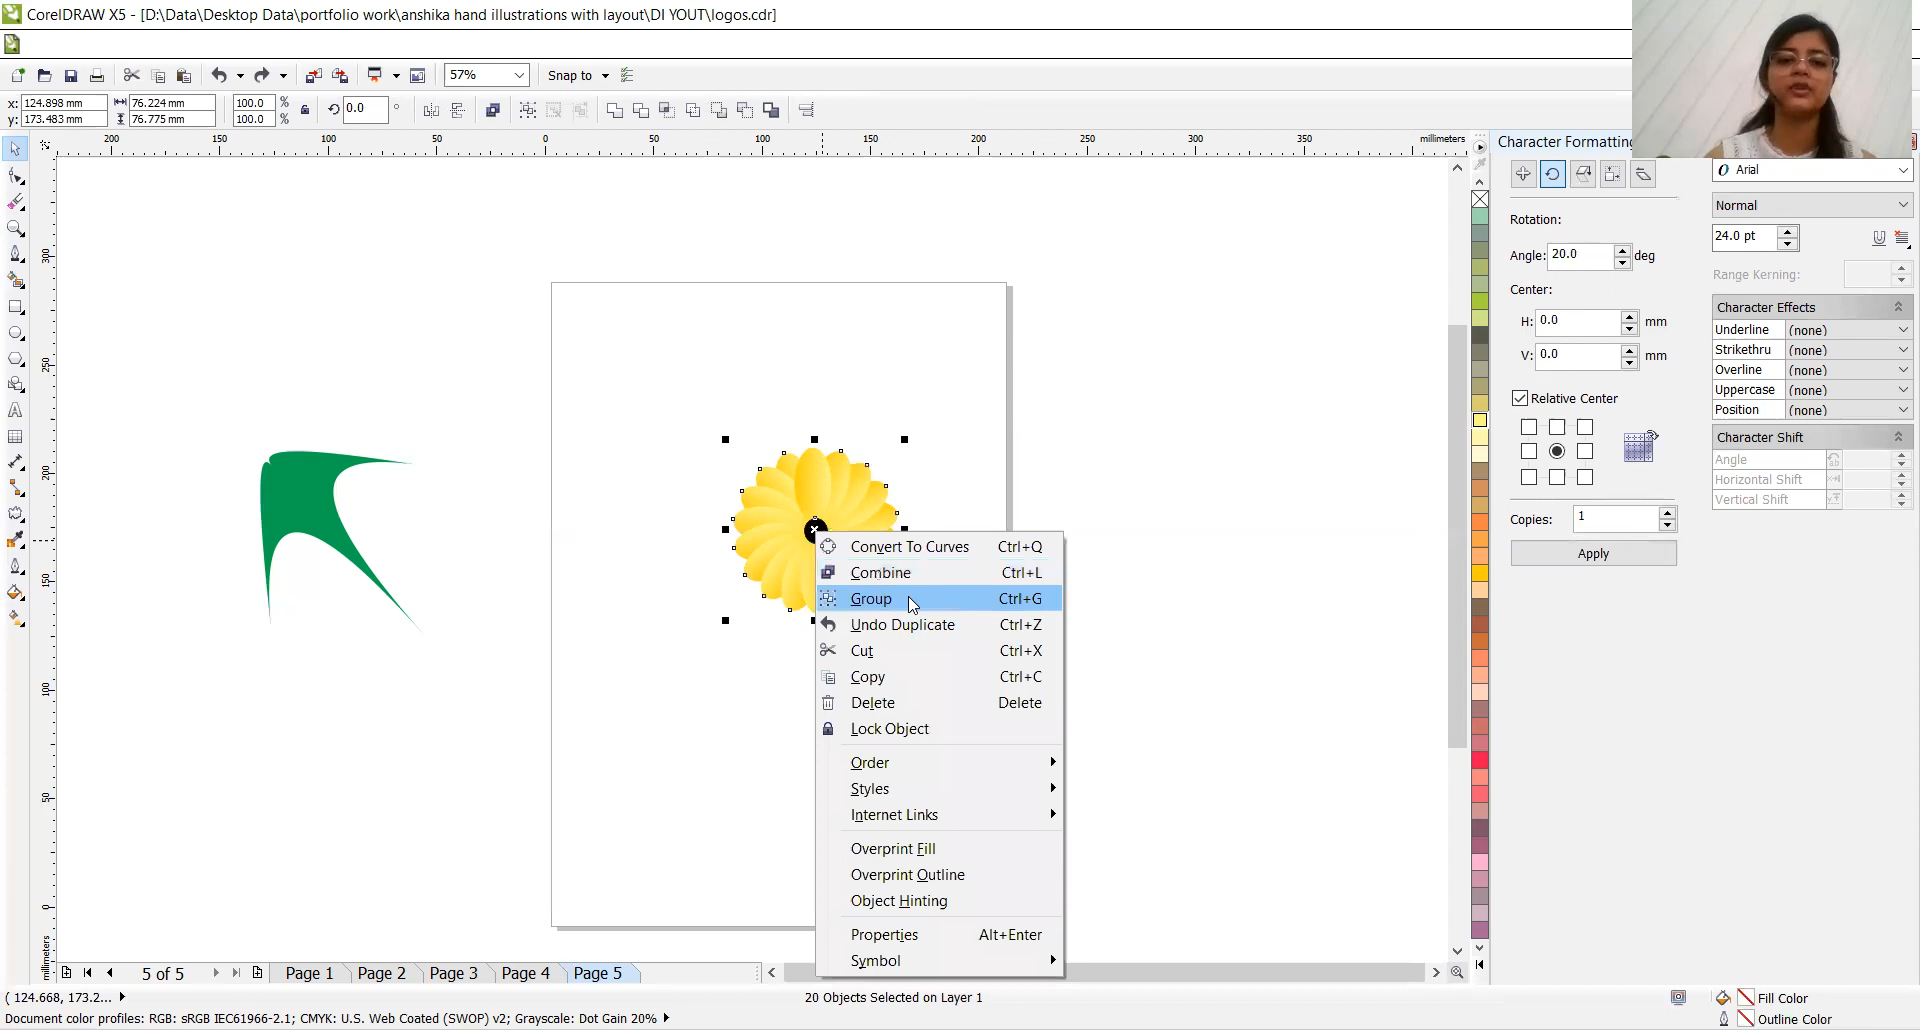 CorelDRAW X5 - [D:\Data\Desktop Data\portfolio work\anshika hand illustrations with layout\DI YOUT\logos.cdr]
57%
Snap to
x: 124.898 mm
y: 173.483 mm
76.224 mm
76.775 mm
100.0 %
100.0 %
0.0 °
200 150 100 50 0 50 100 150 200 250 300 350 millimeters
300
250
200
150
100
50
0
millimeters
Convert To Curves Ctrl+Q
Combine Ctrl+L
Group Ctrl+G
Undo Duplicate Ctrl+Z
Cut Ctrl+X
Copy Ctrl+C
Delete Delete
Lock Object
Order
Styles
Internet Links
Overprint Fill
Overprint Outline
Object Hinting
Properties Alt+Enter
Symbol
Character Formatting
Rotation:
Angle: 20.0 deg
Center:
H: 0.0 mm
V: 0.0 mm
Relative Center
Copies: 1
Apply
O Arial
Normal
24.0 pt
U
Range Kerning:
Character Effects
Underline (none)
Strikethru (none)
Overline (none)
Uppercase (none)
Position (none)
Character Shift
Angle
Horizontal Shift
Vertical Shift
5 of 5
Page 1
Page 2
Page 3
Page 4
Page 5
( 124.668, 173.2...
20 Objects Selected on Layer 1
Fill Color
Document color profiles: RGB: sRGB IEC61966-2.1; CMYK: U.S. Web Coated (SWOP) v2; Grayscale: Dot Gain 20%
Outline Color